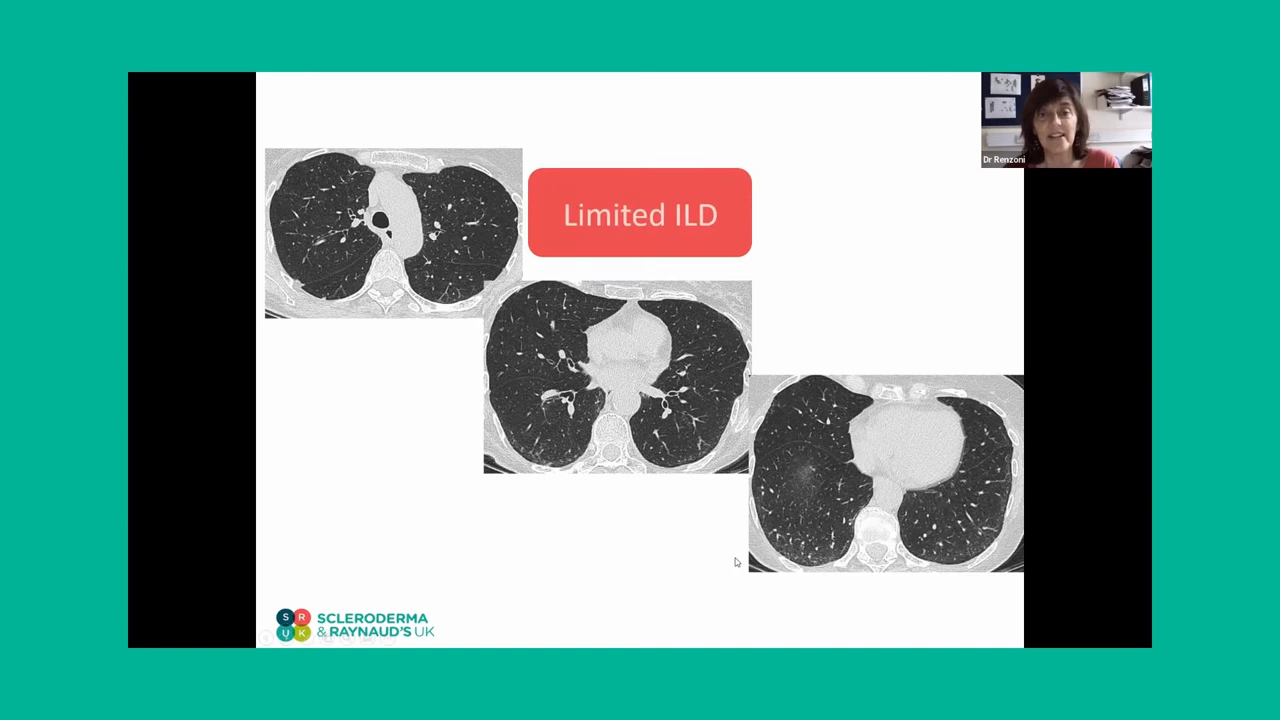 Dr Renzoni
Limited ILD
S R
U K
SCLERODERMA
& RAYNAUD'S UK